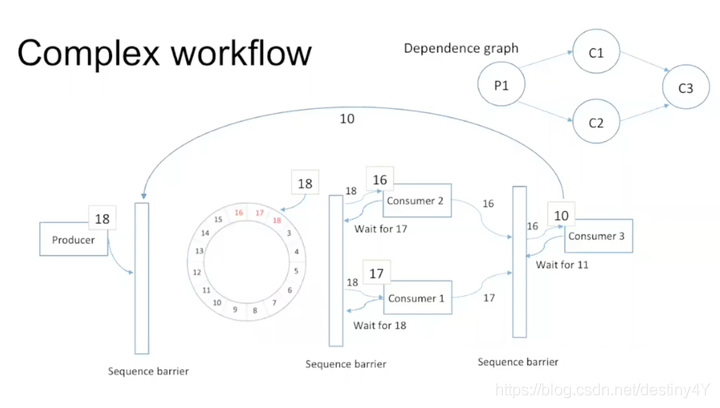 Complex workflow
Dependence graph
P1
C1
C2
C3
10
18
Producer
Sequence barrier
18
15
16
17
18
14
3
13
4
12
5
11
6
10
9
8
7
18
16
Consumer 2
Wait for 17
18
17
Consumer 1
Wait for 18
Sequence barrier
16
17
16
10
Consumer 3
Wait for 11
Sequence barrier
https://blog.csdn.net/destiny4Y